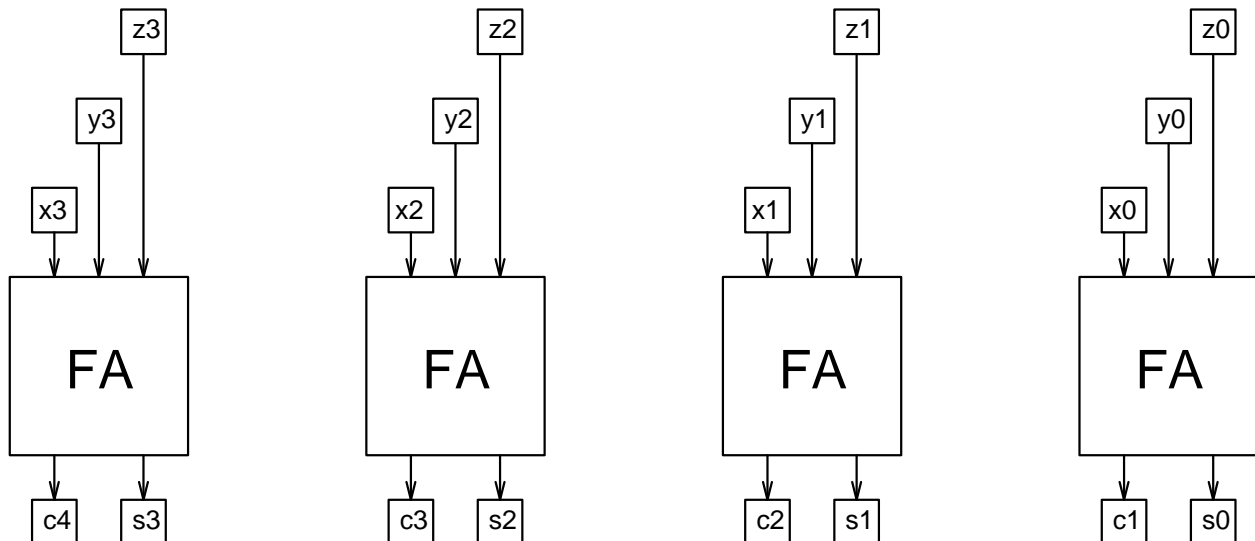 z3 z2 z1 z0
y3 y2 y1 y0
x3 x2 x1 x0
FA FA FA FA
c4 s3 c3 s2 c2 s1 c1 s0